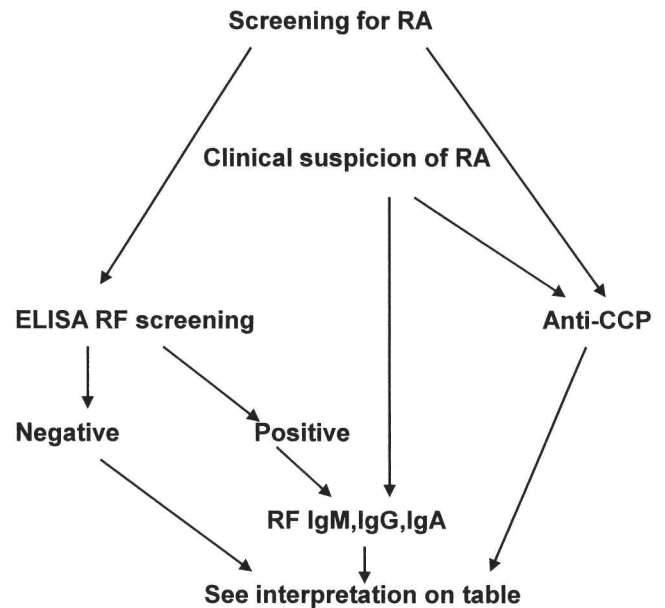 Screening for RA
Clinical suspicion of RA
ELISA RF screening
Anti-CCP
Negative
Positive
RF IgM,IgG,IgA
See interpretation on table